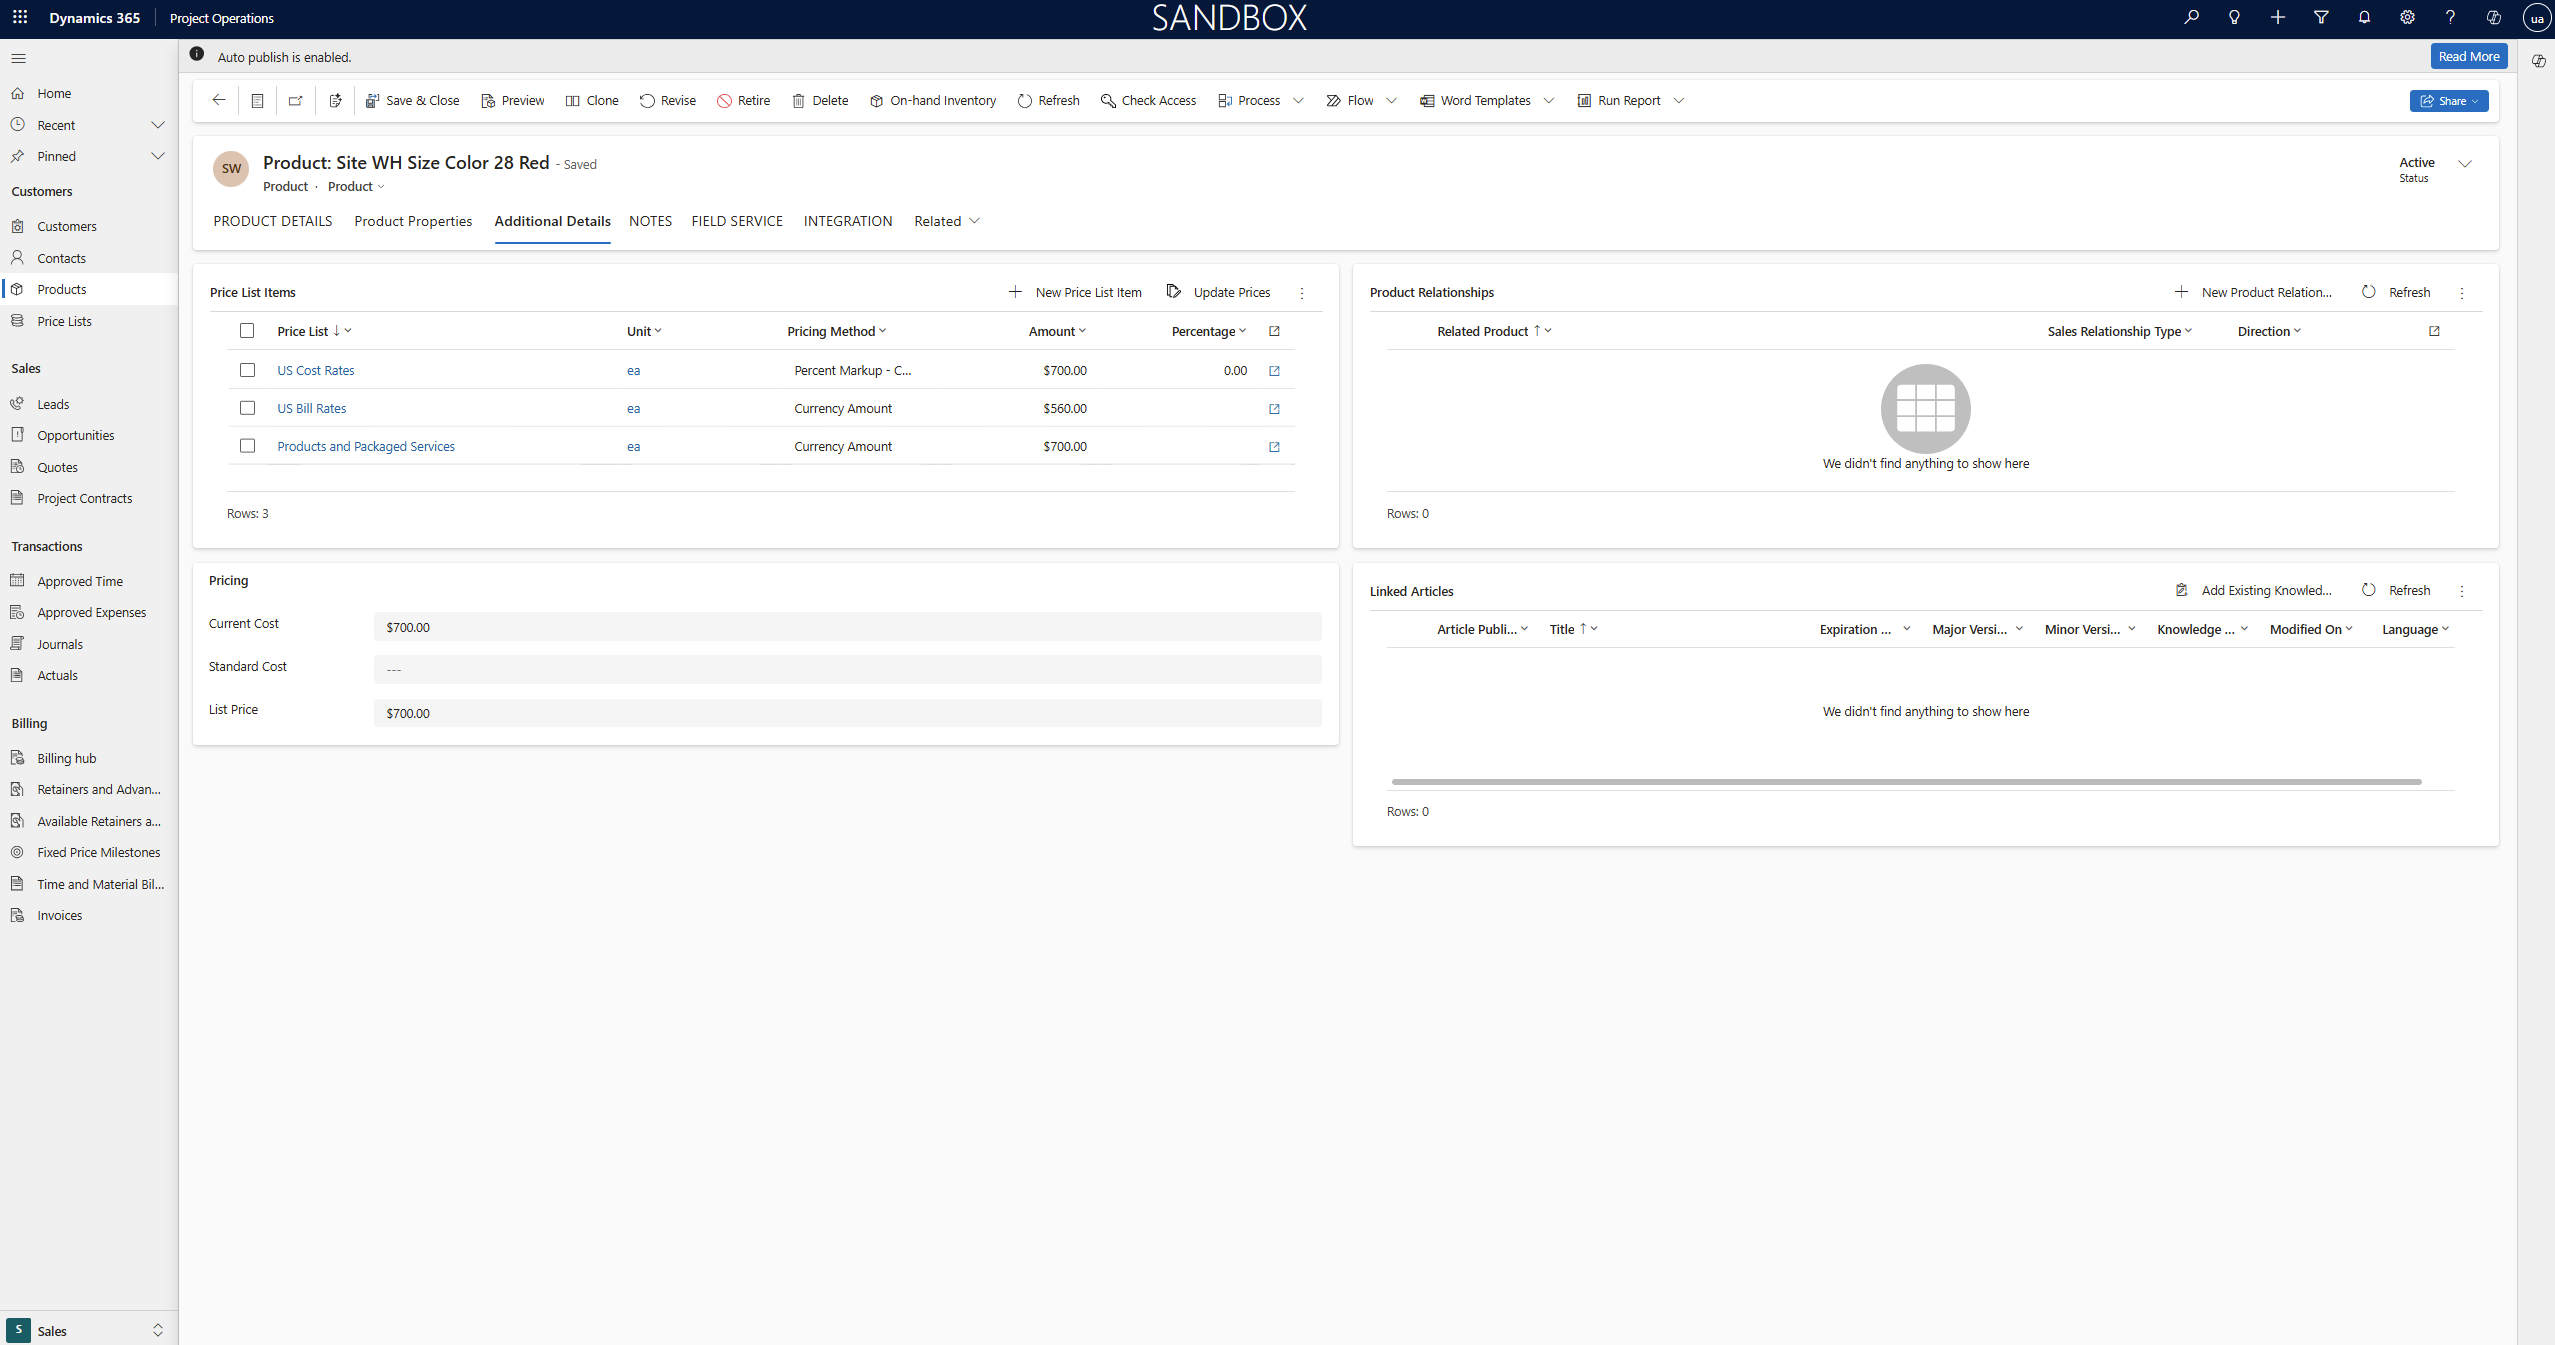 Dynamics 365 Project Operations SANDBOX ua
Auto publish is enabled. Read More
Save & Close Preview Clone Revise Retire Delete On-hand Inventory Refresh Check Access Process Flow Word Templates Run Report Share
Home
Recent
Pinned
Customers
Customers
Contacts
Products
Price Lists
Sales
Leads
Opportunities
Quotes
Project Contracts
Transactions
Approved Time
Approved Expenses
Journals
Actuals
Billing
Billing hub
Retainers and Advan...
Available Retainers a...
Fixed Price Milestones
Time and Material Bil...
Invoices
S Sales
SW
Product: Site WH Size Color 28 Red - Saved
Product · Product
Active
Status
PRODUCT DETAILS Product Properties Additional Details NOTES FIELD SERVICE INTEGRATION Related
Price List Items New Price List Item Update Prices
Price List Unit Pricing Method Amount Percentage
US Cost Rates ea Percent Markup - C... $700.00 0.00
US Bill Rates ea Currency Amount $560.00
Products and Packaged Services ea Currency Amount $700.00
Rows: 3
Product Relationships New Product Relation... Refresh
Related Product Sales Relationship Type Direction
We didn't find anything to show here
Rows: 0
Pricing
Current Cost $700.00
Standard Cost ---
List Price $700.00
Linked Articles Add Existing Knowled... Refresh
Article Publi... Title Expiration ... Major Versi... Minor Versi... Knowledge ... Modified On Language
We didn't find anything to show here
Rows: 0